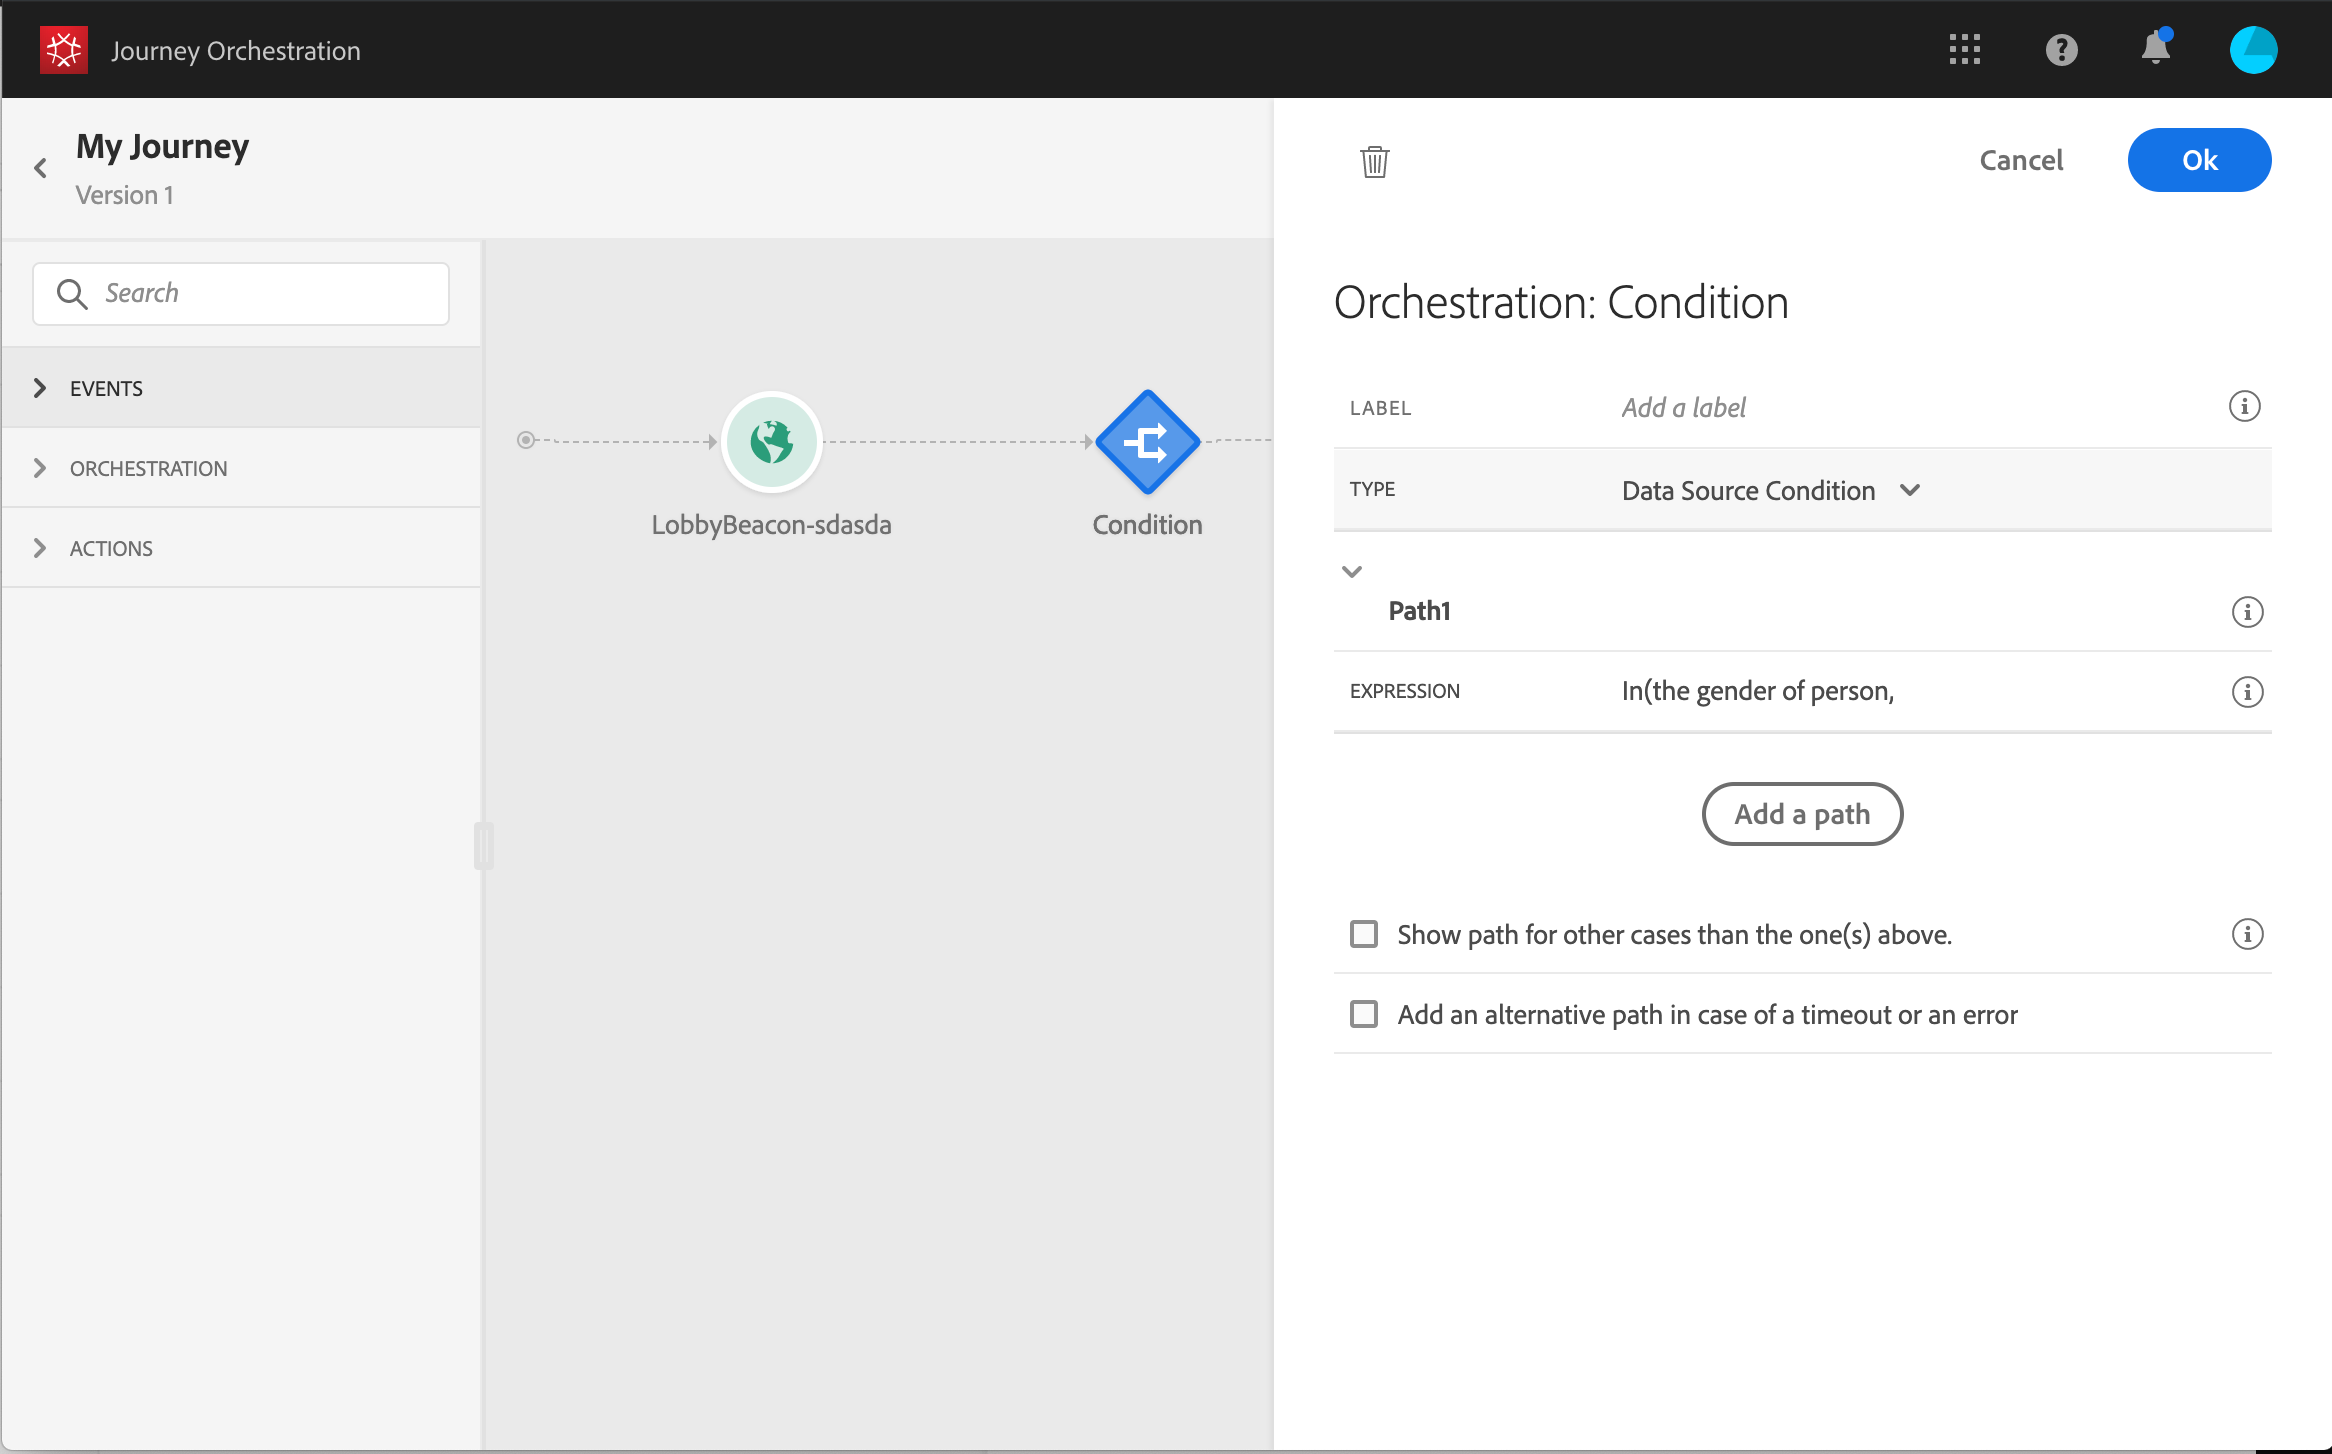 Journey Orchestration
My Journey
Version 1
Search
EVENTS
ORCHESTRATION
ACTIONS
LobbyBeacon-sdasda
Condition
Cancel
Ok
Orchestration: Condition
LABEL Add a label
TYPE Data Source Condition
Path1
EXPRESSION In(the gender of person,
Add a path
Show path for other cases than the one(s) above.
Add an alternative path in case of a timeout or an error